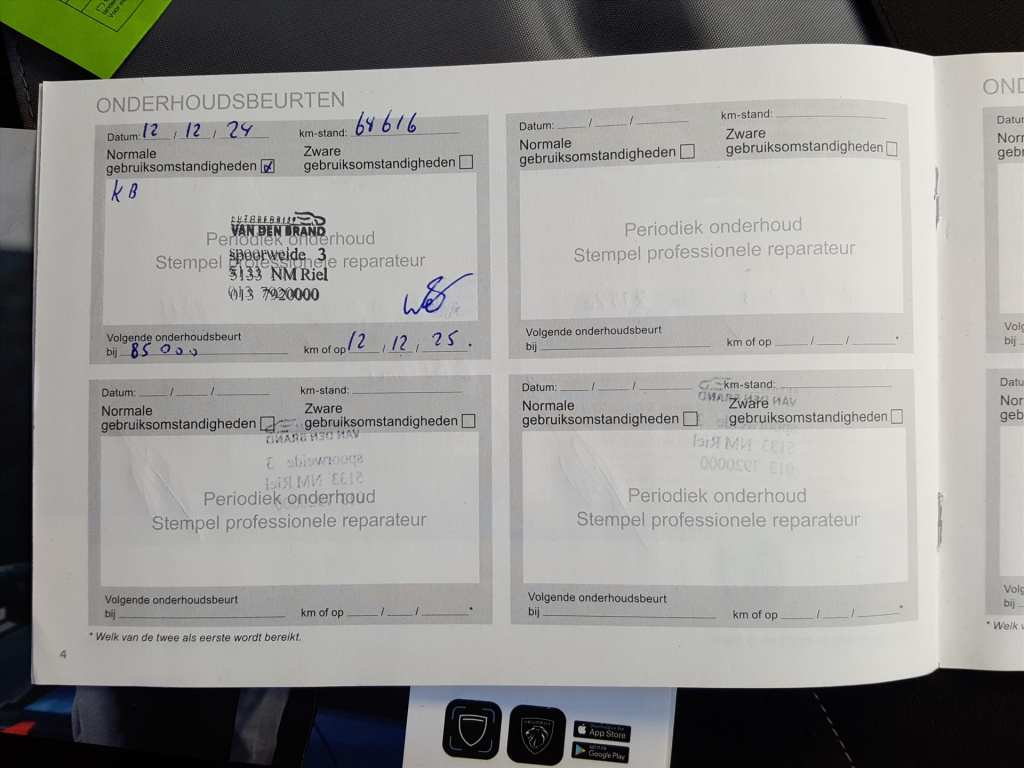 ONDERHOUDSBEURTEN
Datum: 12 / 12 / 24 km-stand: 64616
Normale gebruiksomstandigheden
Zware gebruiksomstandigheden
KB
VAN DEN BRAND
Periodiek onderhoud
spoorweide 3
Stempel professionele reparateur
5133 NM Riel
013 7920000
Volgende onderhoudsbeurt
bij 85000 km of op 12 / 12 / 25 .
Datum: / / km-stand:
Normale gebruiksomstandigheden
Zware gebruiksomstandigheden
Periodiek onderhoud
Stempel professionele reparateur
Volgende onderhoudsbeurt
bij km of op / / *
Datum: / / km-stand:
Normale gebruiksomstandigheden
Zware gebruiksomstandigheden
Periodiek onderhoud
Stempel professionele reparateur
Volgende onderhoudsbeurt
bij km of op / / *
Datum: / / km-stand:
Normale gebruiksomstandigheden
Zware gebruiksomstandigheden
Periodiek onderhoud
Stempel professionele reparateur
Volgende onderhoudsbeurt
bij km of op / / *
* Welk van de twee als eerste wordt bereikt.
4
PEUGEOT
App Store
Google Play